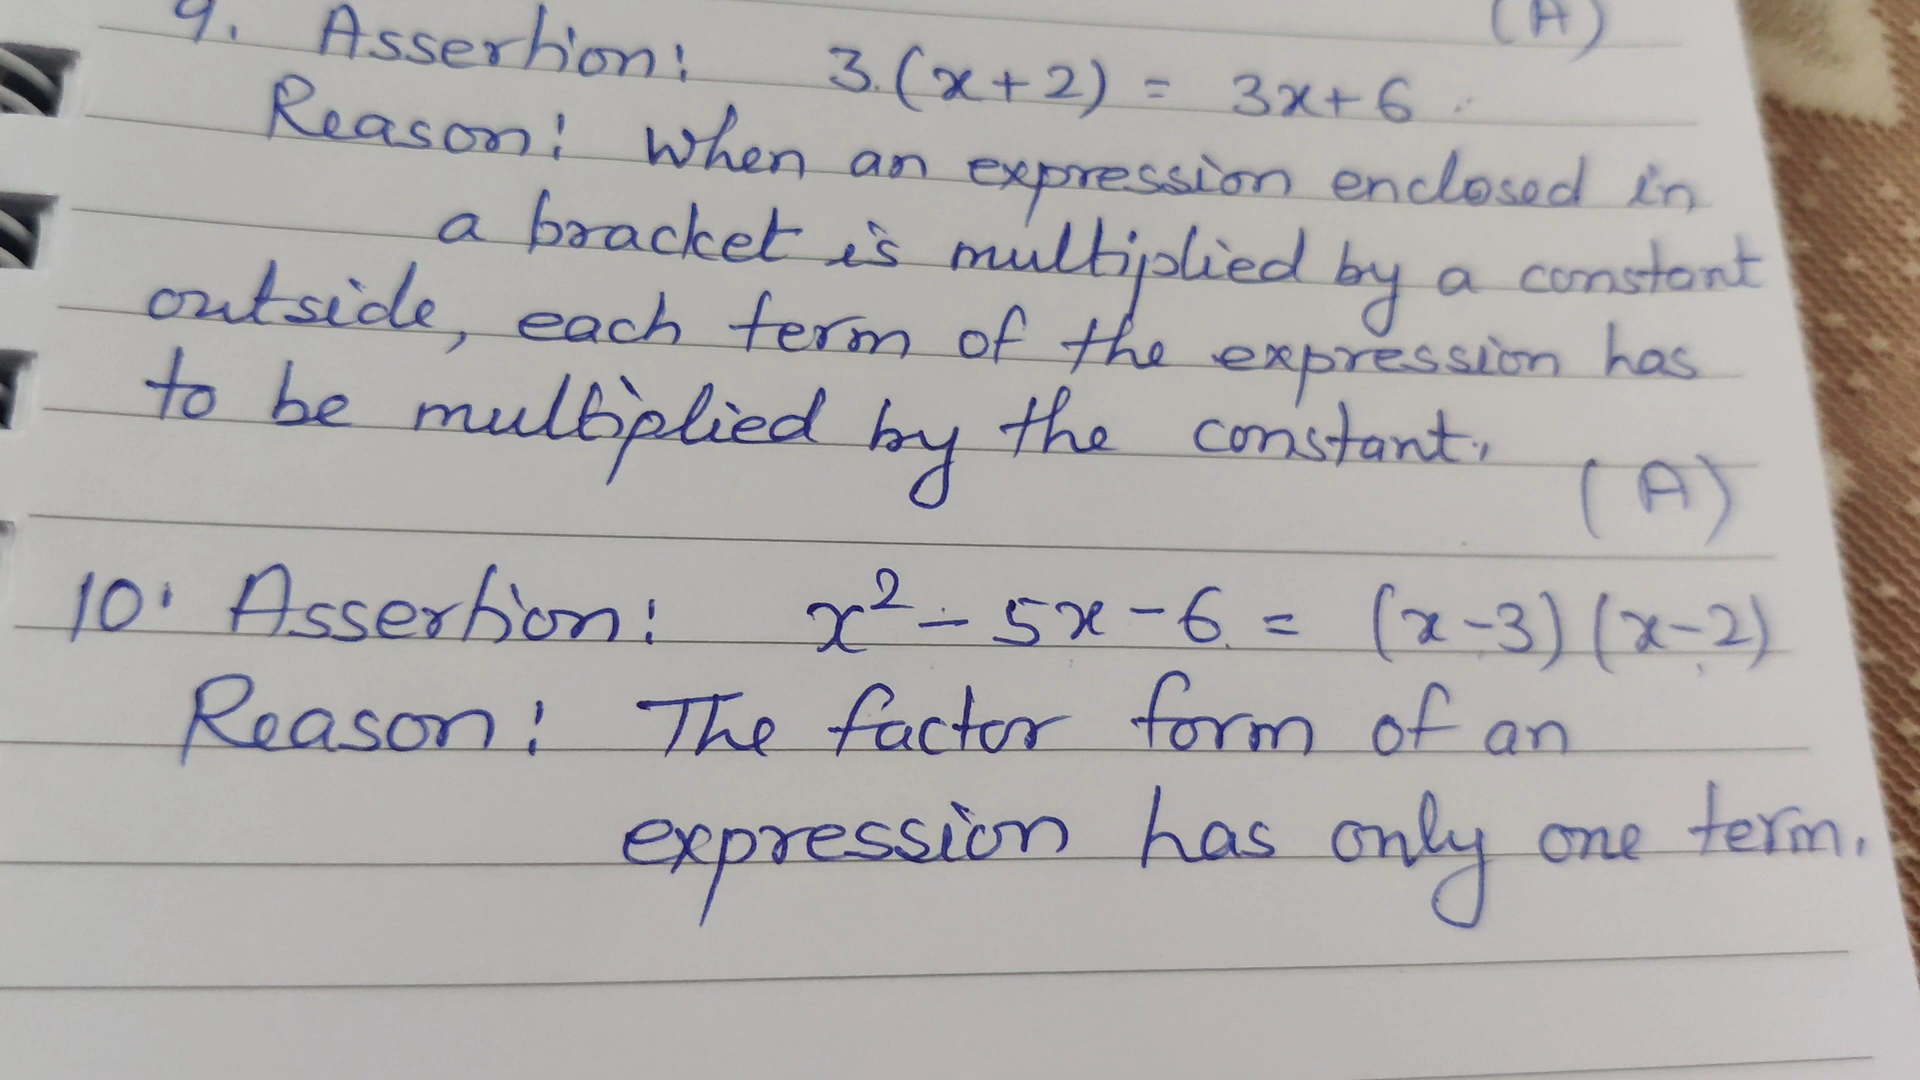 (A)
9. Assertion: 3.(x+2) = 3x+6.
Reason: When an expression enclosed in
a bracket is multiplied by a constant
outside, each term of the expression has
to be multiplied by the constant.
(A)
10. Assertion: x² - 5x - 6 = (x-3)(x-2)
Reason: The factor form of an
expression has only one term.